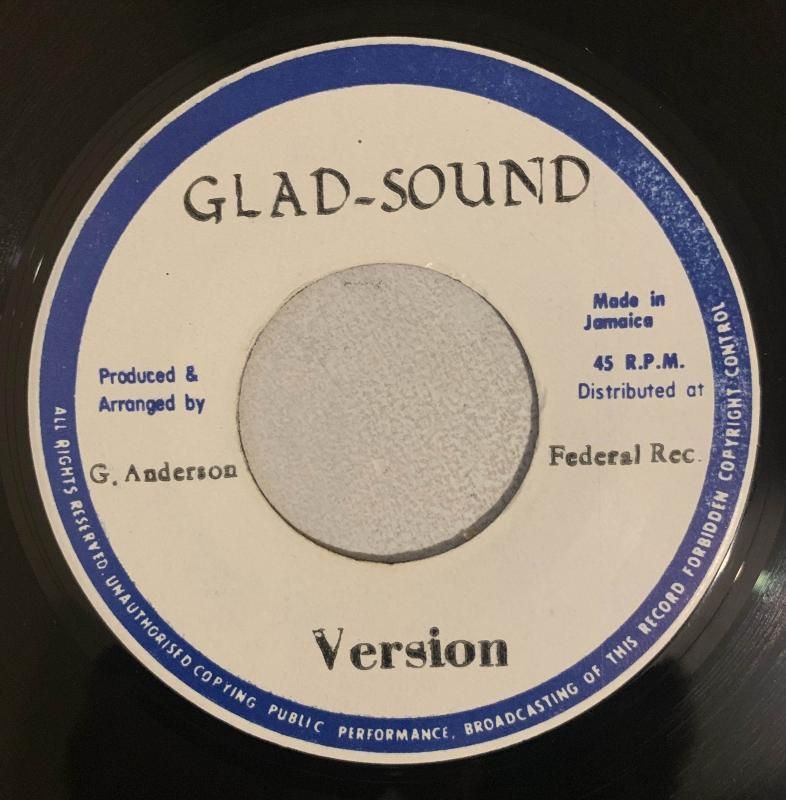 GLAD-SOUND
Made in
Jamaica
45 R.P.M.
Distributed at
Federal Rec.
Produced &
Arranged by
G. Anderson
Version
ALL RIGHTS RESERVED. UNAUTHORISED COPYING PUBLIC PERFORMANCE, BROADCASTING OF THIS RECORD FORBIDDEN COPYRIGHT CONTROL